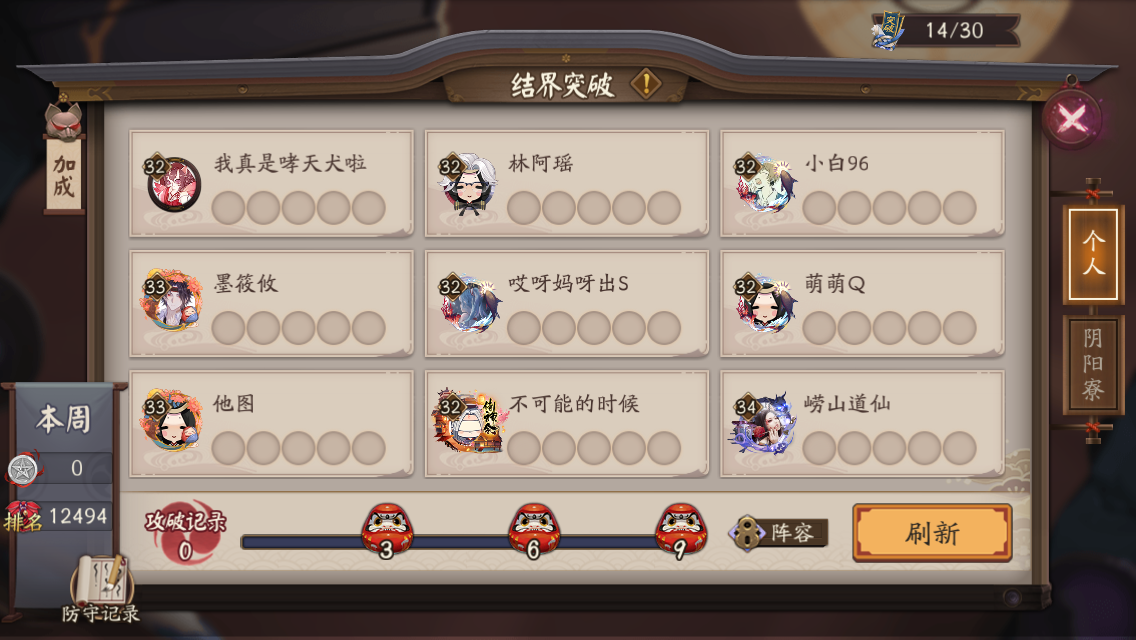 突破
14/30
结界突破
加成
32
我真是哮天犬啦
32
林阿瑶
32
小白96
33
墨筱攸
32
哎呀妈呀出S
32
萌萌Q
33
他图
32
不可能的时候
34
崂山道仙
个人
阴阳寮
本周
0
排名 12494
攻破记录
0
3
6
9
阵容
刷新
防守记录